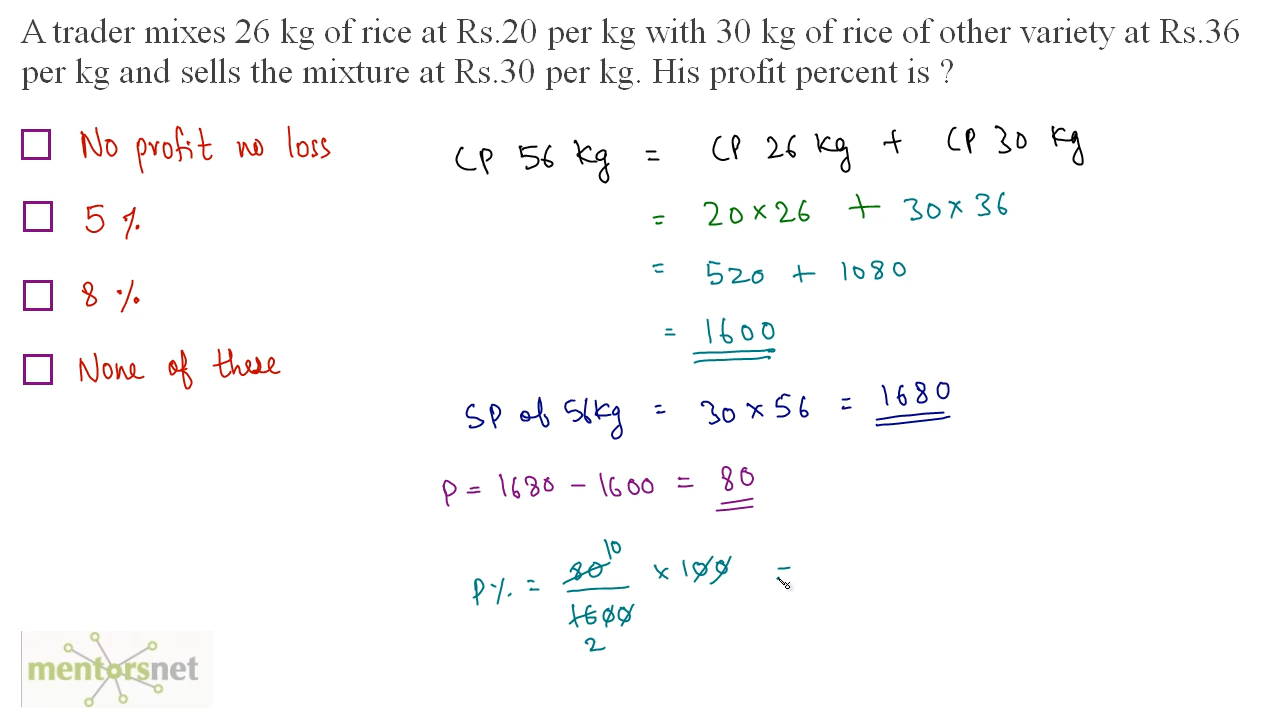 A trader mixes 26 kg of rice at Rs.20 per kg with 30 kg of rice of other variety at Rs.36
per kg and sells the mixture at Rs.30 per kg. His profit percent is ?
No profit no loss
5 %
8 %
None of these
CP 56 kg = CP 26 kg + CP 30 kg
= 20 × 26 + 30 × 36
= 520 + 1080
= 1600
SP of 56 kg = 30 × 56 = 1680
P = 1680 - 1600 = 80
10
P% = 80/1600 × 100 =
2
mentorsnet